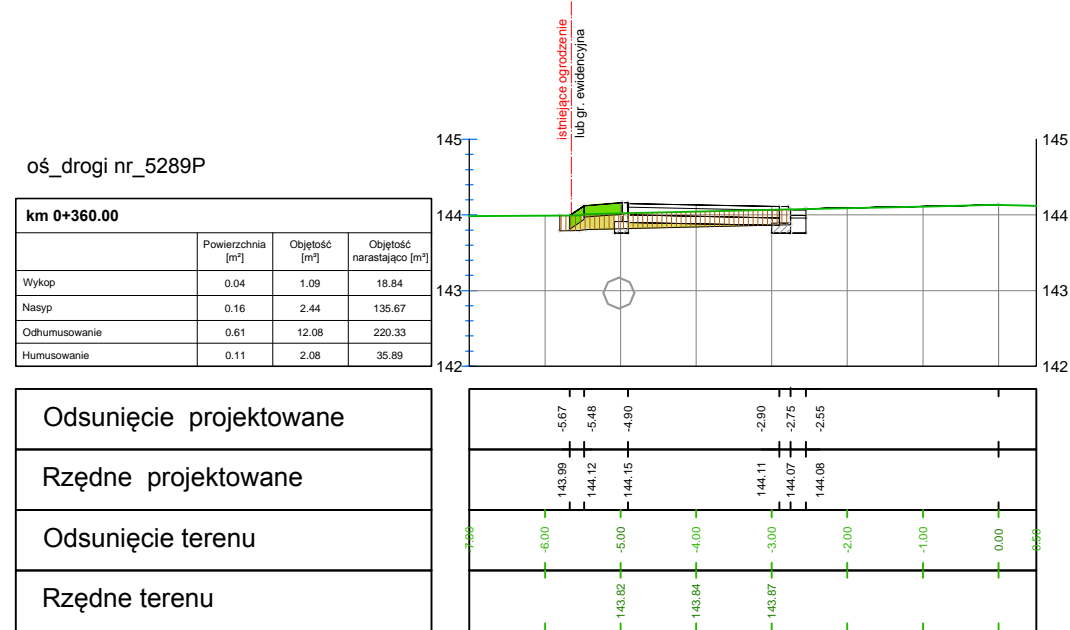 istniejące ogrodzenie
lub gr. ewidencyjna
oś_drogi nr_5289P
km 0+360.00
Powierzchnia [m²] Objętość [m³] Objętość narastająco [m³]
Wykop 0.04 1.09 18.84
Nasyp 0.16 2.44 135.67
Odhumusowanie 0.61 12.08 220.33
Humusowanie 0.11 2.08 35.89
145 145
144 144
143 143
142 142
Odsunięcie projektowane -5.67 -5.48 -4.90 -2.90 -2.75 -2.55
Rzędne projektowane 143.99 144.12 144.15 144.11 144.07 144.08
Odsunięcie terenu -7.00 -6.00 -5.00 -4.00 -3.00 -2.00 -1.00 0.00 0.50
Rzędne terenu 143.82 143.84 143.87